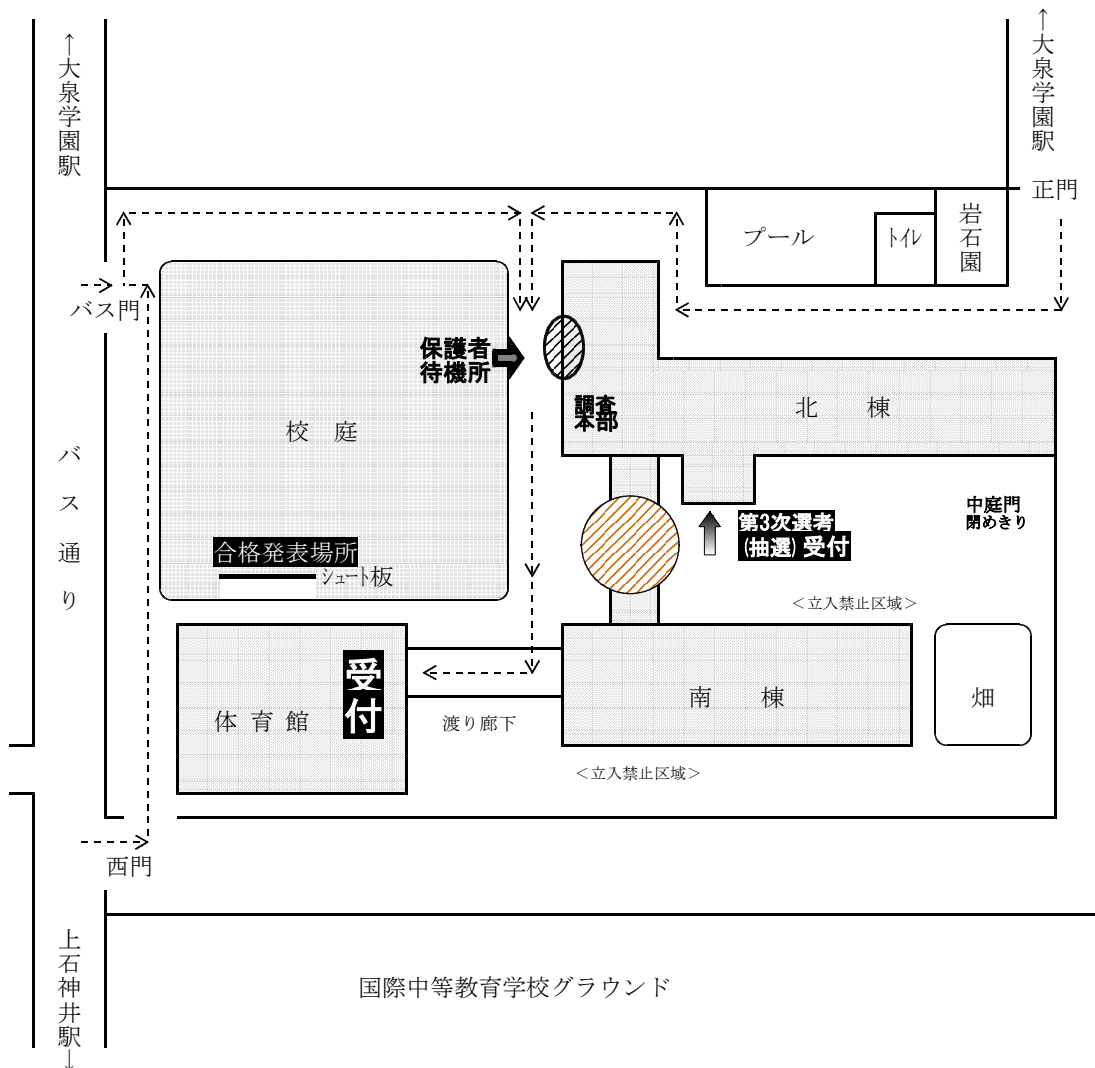 ↑大泉学園駅
↑大泉学園駅
正門
プール
トイレ
岩石園
バス門
保護者
待機所
調査
本部
北　棟
校　庭
バス通り
中庭門
閉めきり
第3次選考
(抽選) 受付
合格発表場所
シュート板
＜立入禁止区域＞
受付
体 育 館
渡り廊下
南　棟
畑
＜立入禁止区域＞
西門
上石神井駅↓
国際中等教育学校グラウンド